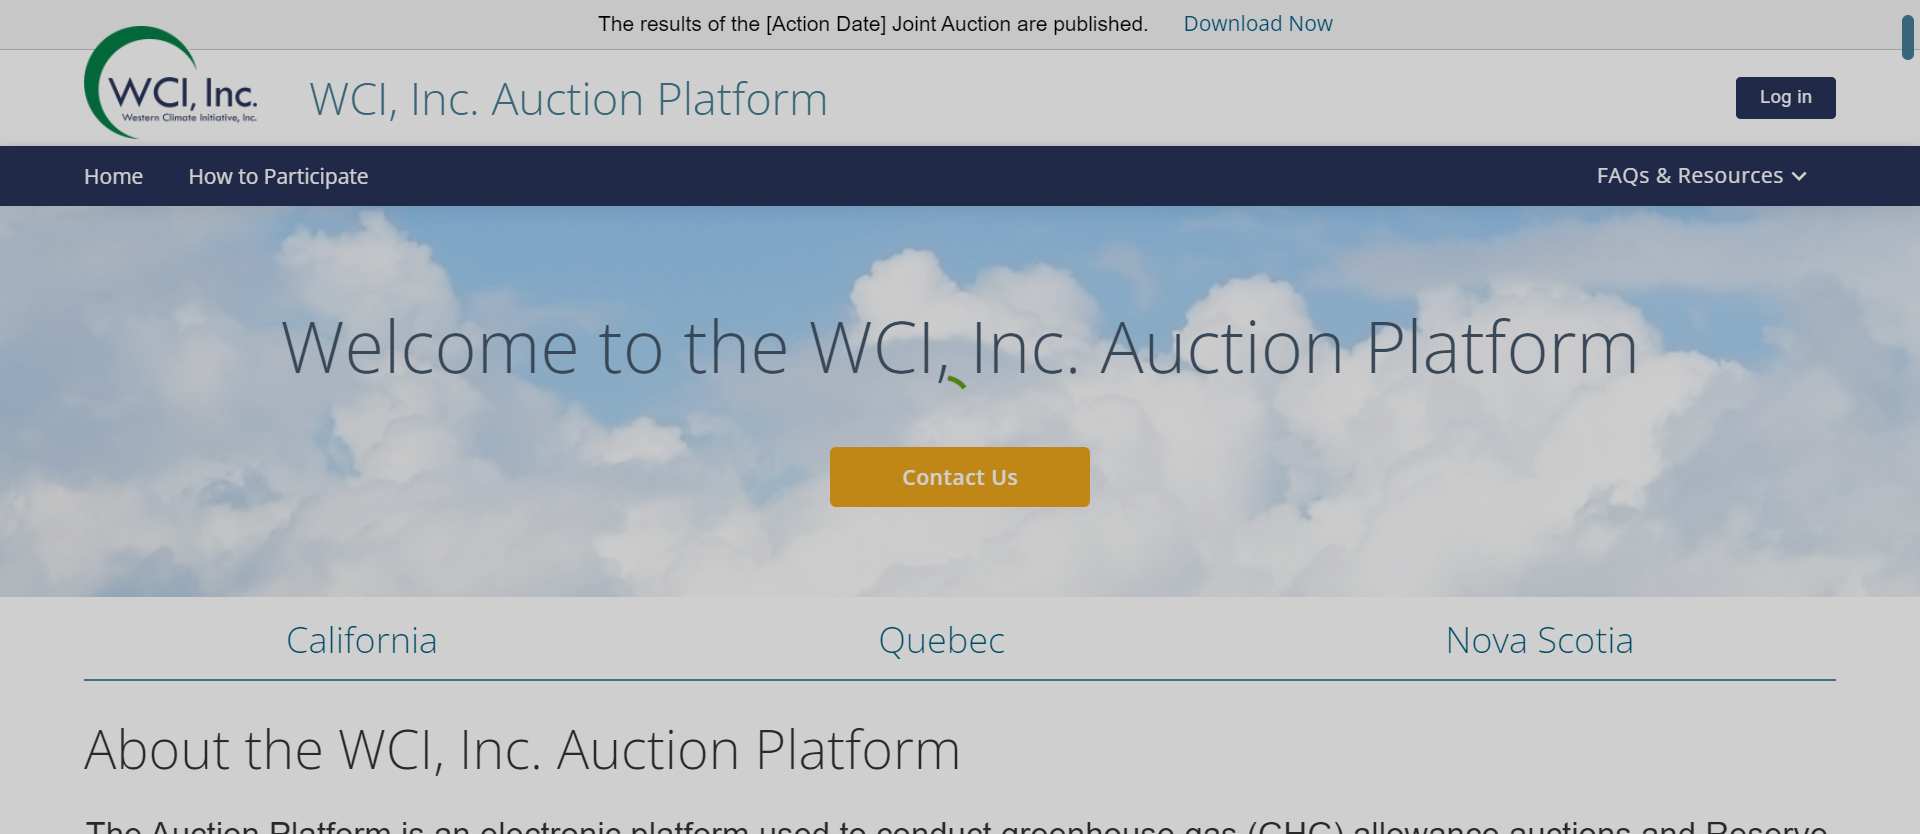 The results of the [Action Date] Joint Auction are published. Download Now
WCI, Inc.
Western Climate Initiative, Inc.
WCI, Inc. Auction Platform
Log in
Home How to Participate FAQs & Resources
Welcome to the WCI, Inc. Auction Platform
Contact Us
California Quebec Nova Scotia
About the WCI, Inc. Auction Platform
The Auction Platform is an electronic platform used to conduct greenhouse gas (GHG) allowance auctions and Reserve